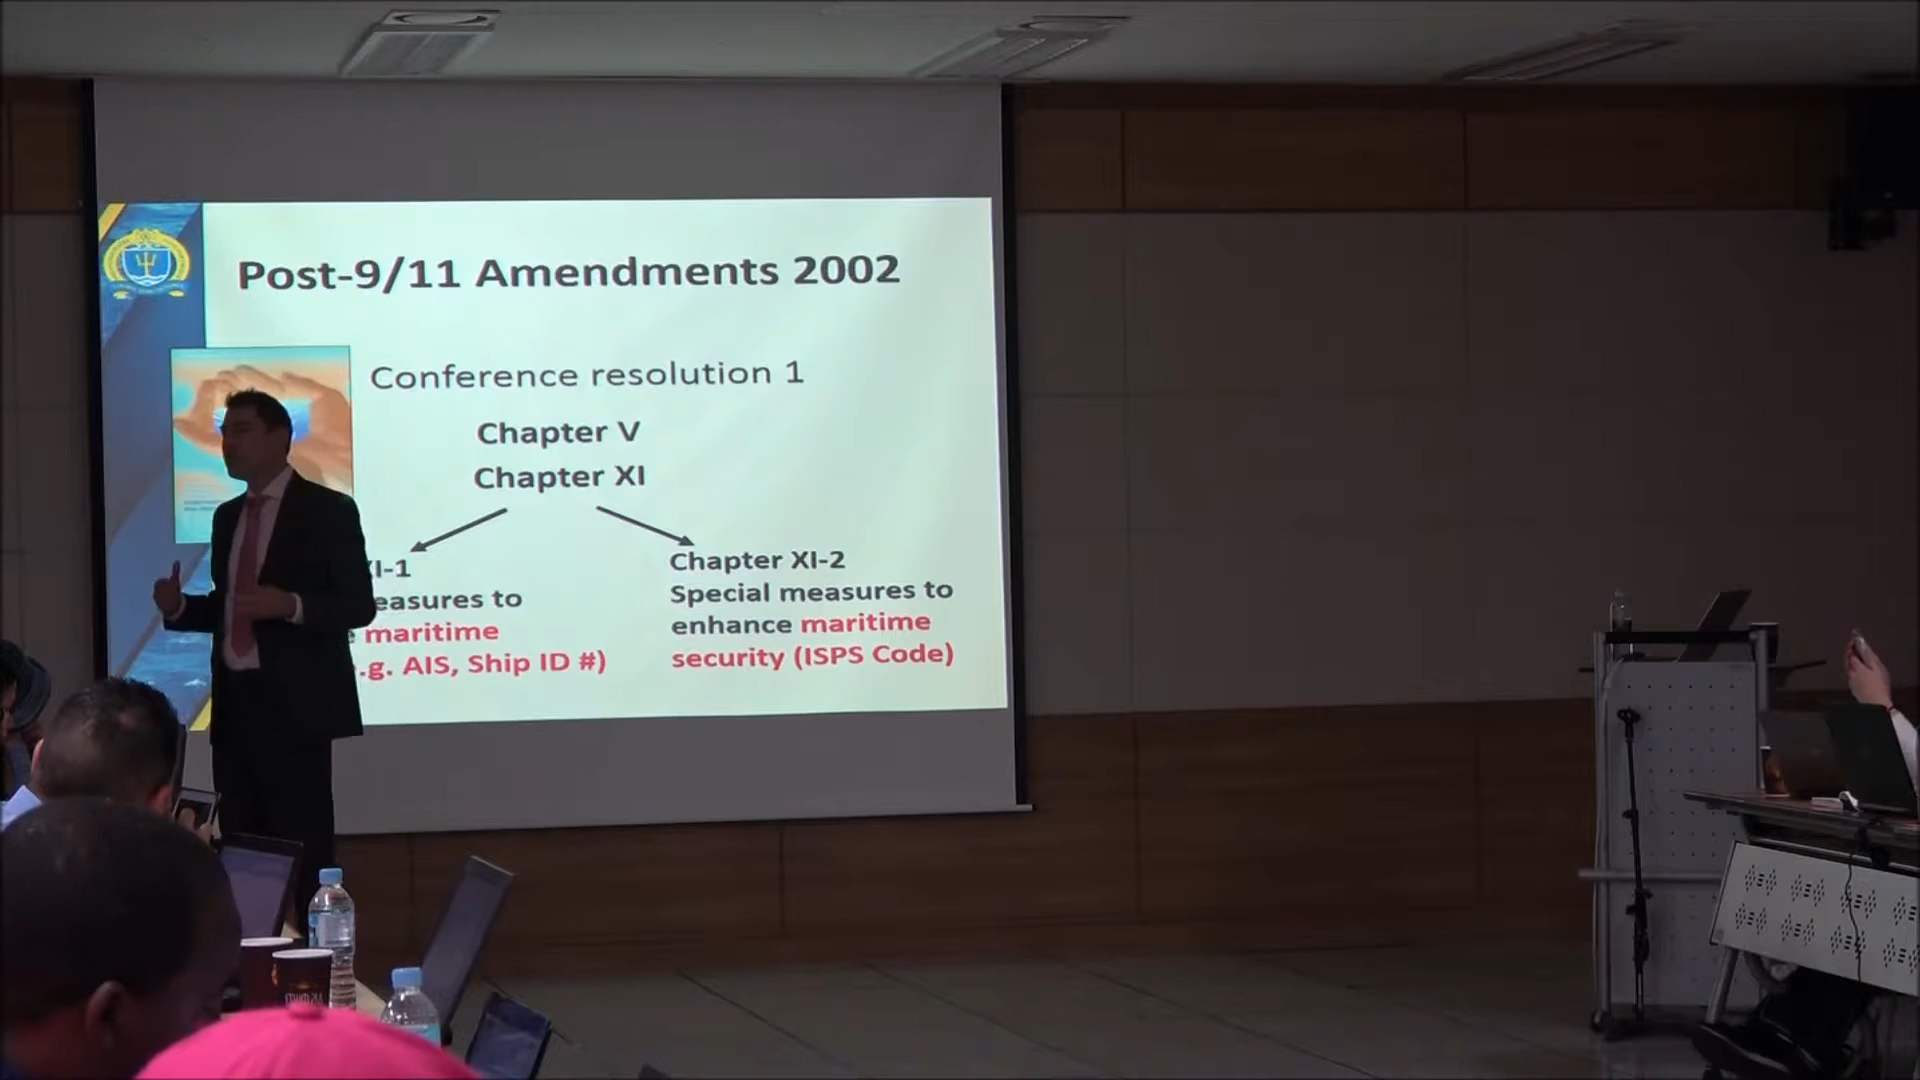 Post-9/11 Amendments 2002
Conference resolution 1
Chapter V
Chapter XI
I-1
easures to
maritime
.g. AIS, Ship ID #)
Chapter XI-2
Special measures to
enhance maritime
security (ISPS Code)